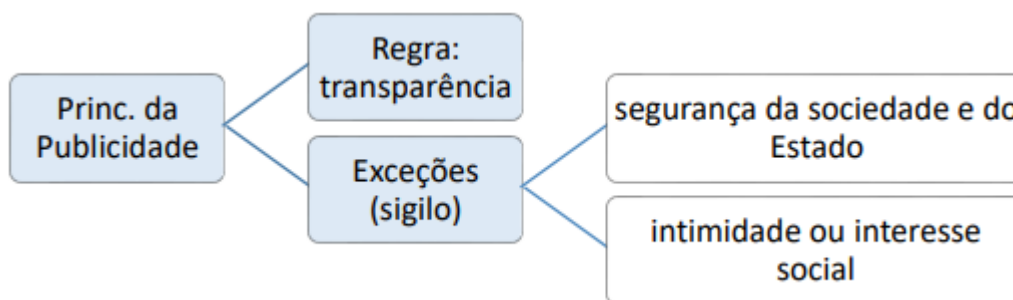 Princ. da
Publicidade
Regra:
transparência
Exceções
(sigilo)
segurança da sociedade e do
Estado
intimidade ou interesse
social